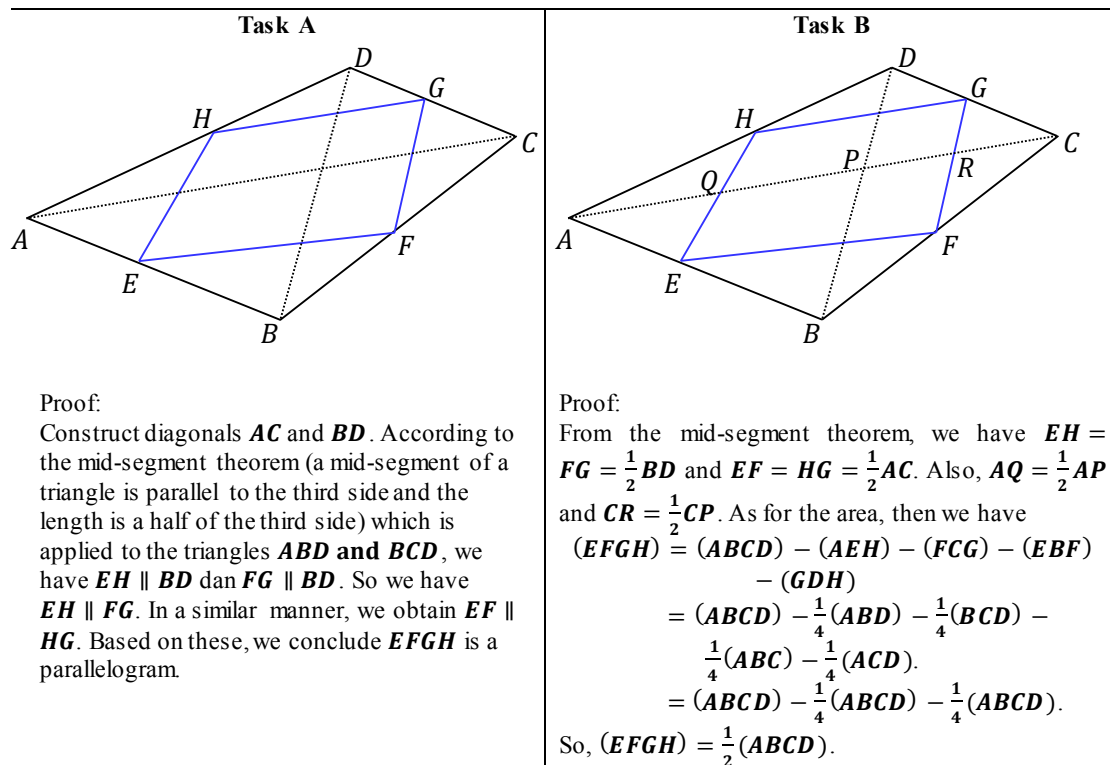 Task A
D
G
H
C
A
F
E
B
Proof:
Construct diagonals AC and BD. According to
the mid-segment theorem (a mid-segment of a
triangle is parallel to the third side and the
length is a half of the third side) which is
applied to the triangles ABD and BCD, we
have EH ∥ BD dan FG ∥ BD. So we have
EH ∥ FG. In a similar manner, we obtain EF ∥
HG. Based on these, we conclude EFGH is a
parallelogram.
Task B
D
G
H
C
P
R
Q
A
F
E
B
Proof:
From the mid-segment theorem, we have EH =
FG = 1/2 BD and EF = HG = 1/2 AC. Also, AQ = 1/2 AP
and CR = 1/2 CP. As for the area, then we have
(EFGH) = (ABCD) − (AEH) − (FCG) − (EBF)
− (GDH)
= (ABCD) − 1/4 (ABD) − 1/4 (BCD) −
1/4 (ABC) − 1/4 (ACD).
= (ABCD) − 1/4 (ABCD) − 1/4 (ABCD).
So, (EFGH) = 1/2 (ABCD).